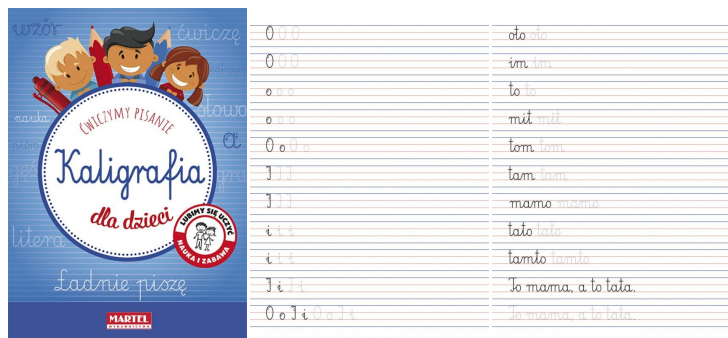 wzór
ćwiczę
nauka
słowo
a
litera
ĆWICZYMY PISANIE
Kaligrafia
dla dzieci
LUBIMY SIĘ UCZYĆ
NAUKA I ZABAWA
Ładnie piszę
MARTEL
WYDAWNICTWO
O O O
O O O
o o o
o o o
O o O o
I I I
I I I
i i i
i i i
I i I i
O o I i O o I i
oto oto
im im
to to
mit mit
tom tom
tam tam
mamo mamo
tato tato
tamto tamto
To mama, a to tata.
To mama, a to tata.